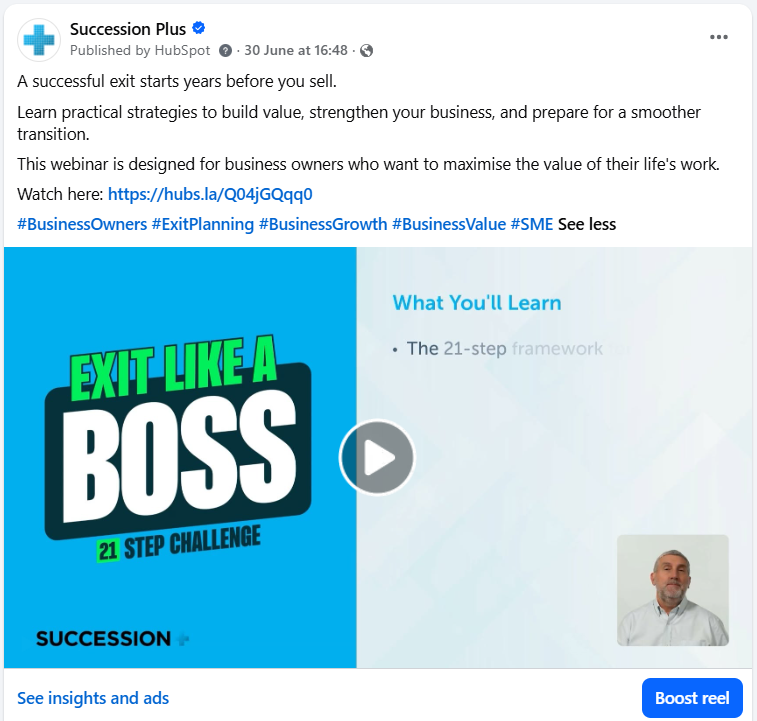 Succession Plus
Published by HubSpot · 30 June at 16:48 ·
A successful exit starts years before you sell.
Learn practical strategies to build value, strengthen your business, and prepare for a smoother
transition.
This webinar is designed for business owners who want to maximise the value of their life's work.
Watch here: https://hubs.la/Q04jGQqq0
#BusinessOwners #ExitPlanning #BusinessGrowth #BusinessValue #SME See less
EXIT LIKE A
BOSS
21 STEP CHALLENGE
SUCCESSION
What You'll Learn
• The 21-step framework
See insights and ads
Boost reel